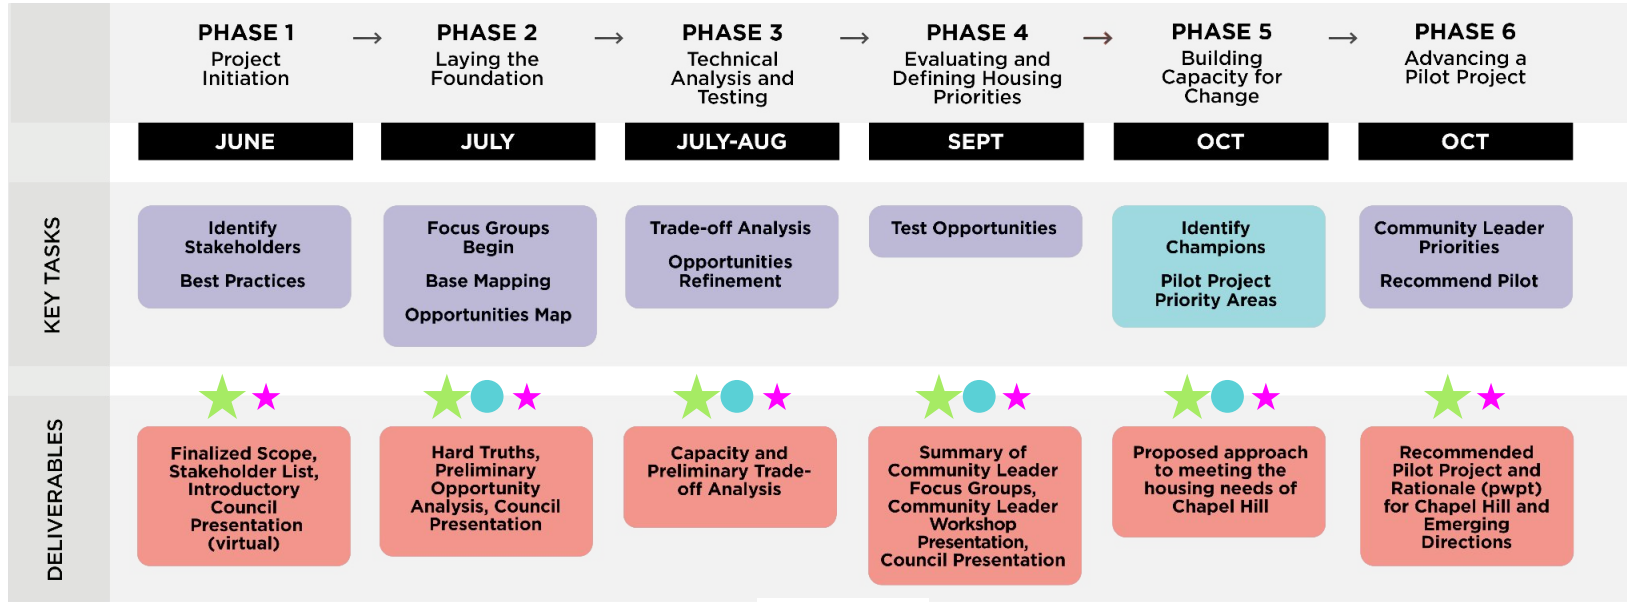 PHASE 1
Project
Initiation
PHASE 2
Laying the
Foundation
PHASE 3
Technical
Analysis and
Testing
PHASE 4
Evaluating and
Defining Housing
Priorities
PHASE 5
Building
Capacity for
Change
PHASE 6
Advancing a
Pilot Project
JUNE
JULY
JULY-AUG
SEPT
OCT
OCT
KEY TASKS
Identify
Stakeholders
Best Practices
Focus Groups
Begin
Base Mapping
Opportunities Map
Trade-off Analysis
Opportunities
Refinement
Test Opportunities
Identify
Champions
Pilot Project
Priority Areas
Community Leader
Priorities
Recommend Pilot
DELIVERABLES
Finalized Scope,
Stakeholder List,
Introductory
Council
Presentation
(virtual)
Hard Truths,
Preliminary
Opportunity
Analysis, Council
Presentation
Capacity and
Preliminary Trade-
off Analysis
Summary of
Community Leader
Focus Groups,
Community Leader
Workshop
Presentation,
Council Presentation
Proposed approach
to meeting the
housing needs of
Chapel Hill
Recommended
Pilot Project and
Rationale (pwpt)
for Chapel Hill and
Emerging
Directions